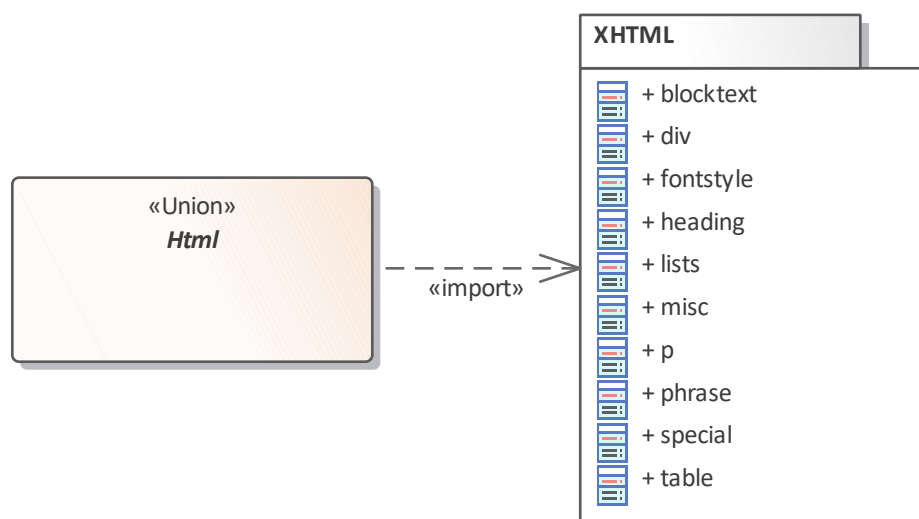 XHTML
+ blocktext
+ div
+ fontstyle
+ heading
+ lists
+ misc
+ p
+ phrase
+ special
+ table
«Union»
Html
«import»